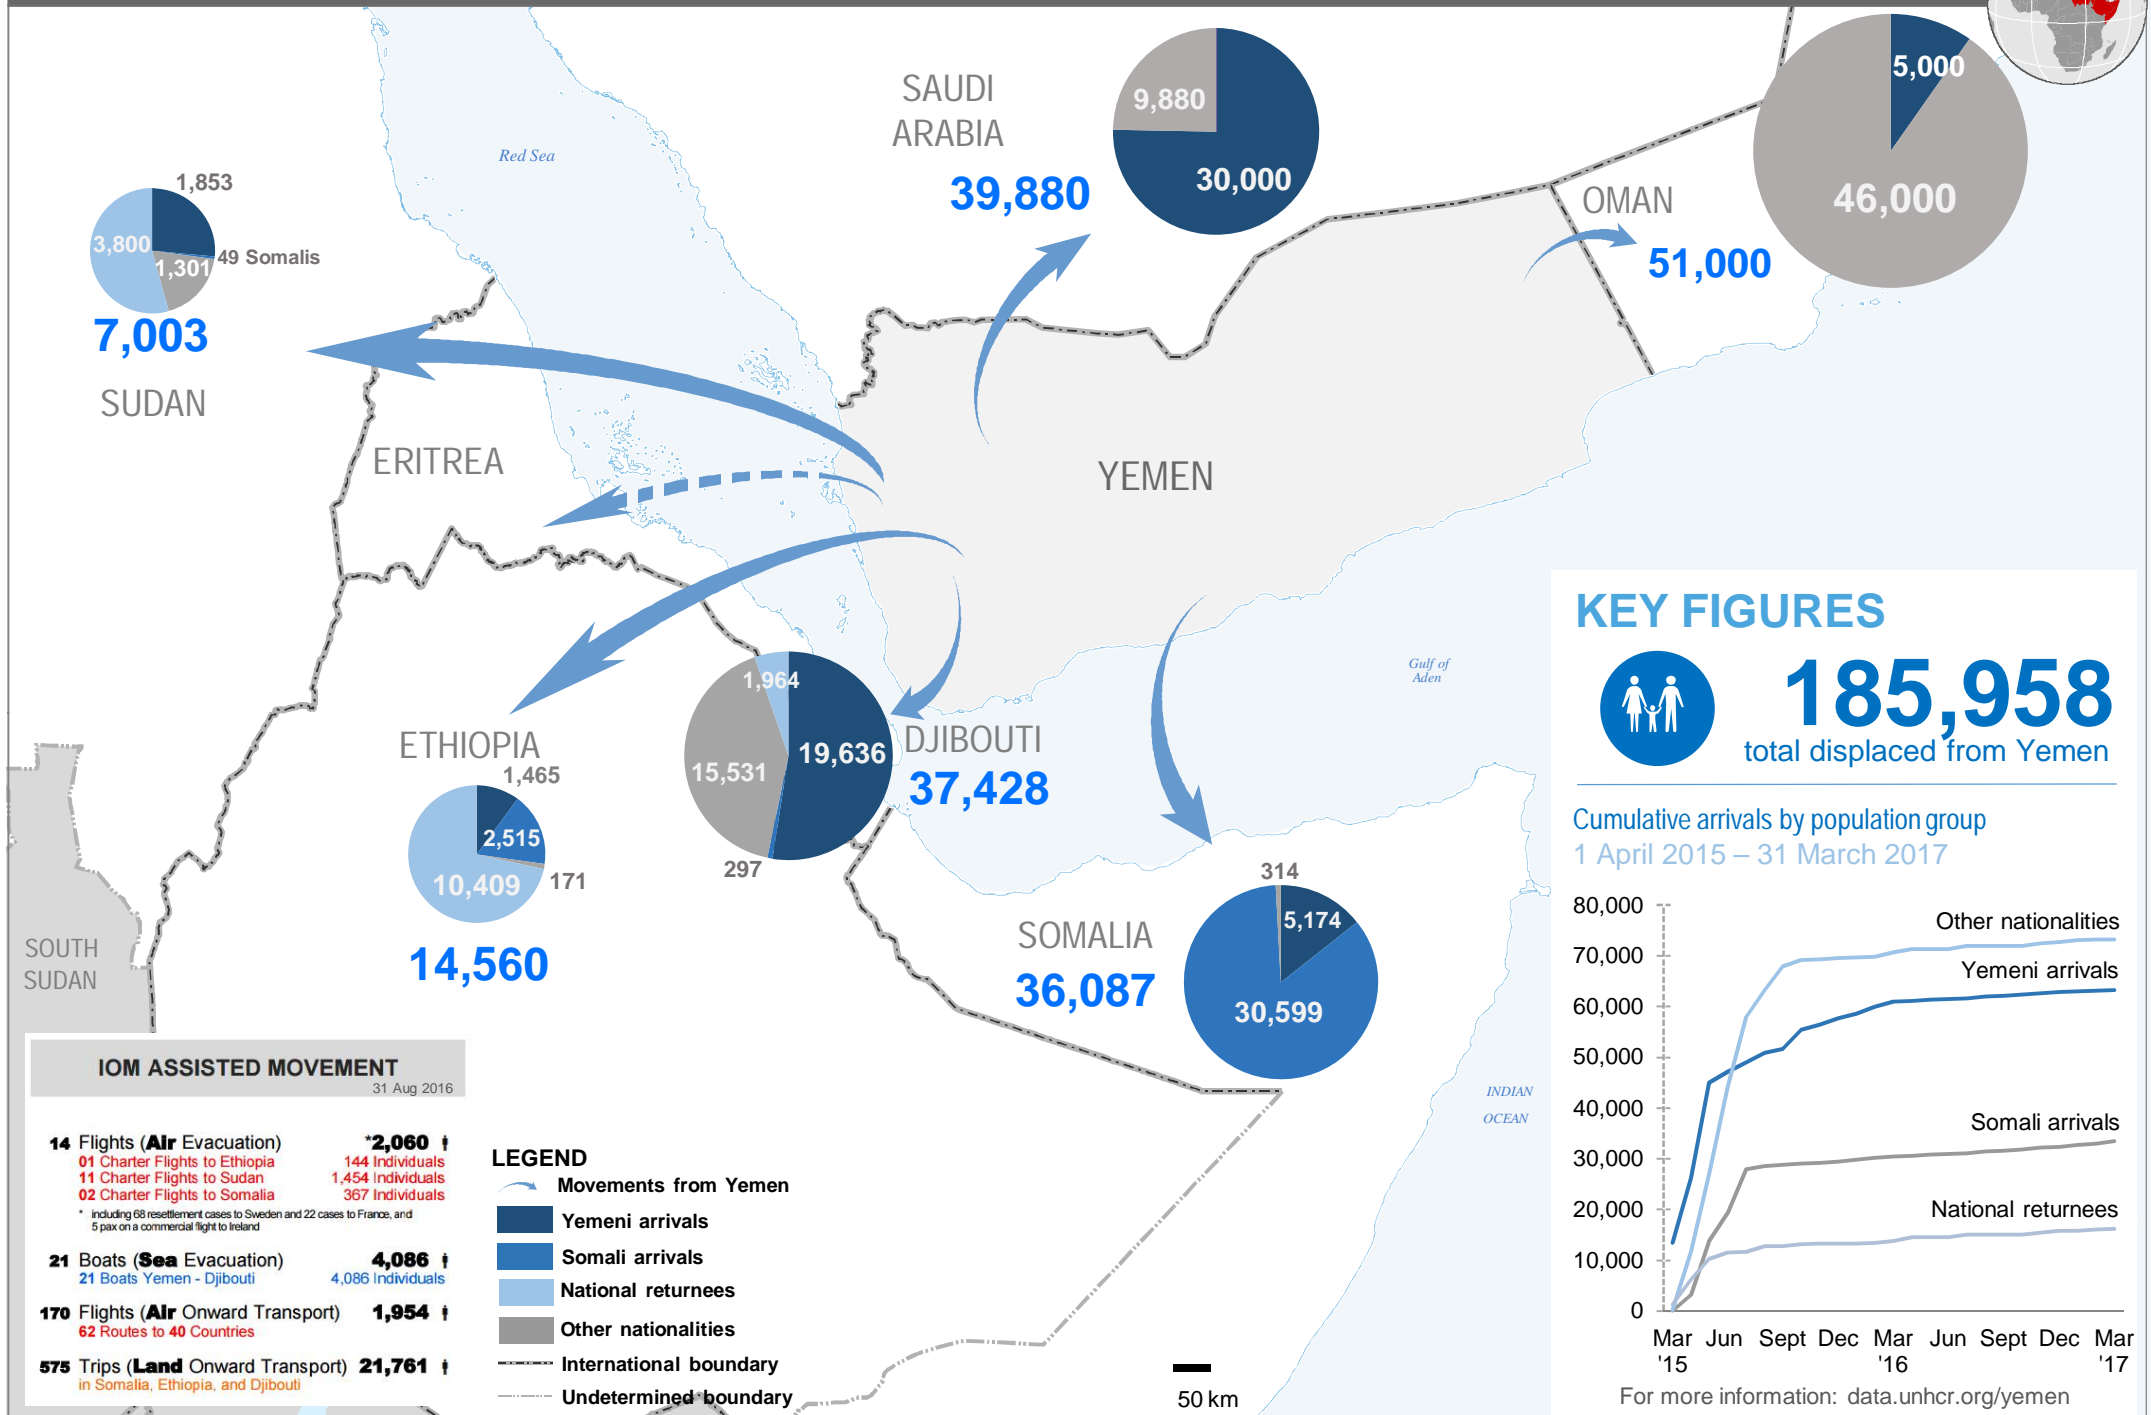 SAUDI
ARABIA
39,880
9,880
30,000
5,000
46,000
OMAN
51,000
Red Sea
1,853
3,800
1,301
49 Somalis
7,003
SUDAN
ERITREA
YEMEN
ETHIOPIA
1,465
2,515
10,409
171
14,560
1,964
19,636
15,531
297
DJIBOUTI
37,428
Gulf of
Aden
SOMALIA
36,087
314
5,174
30,599
INDIAN
OCEAN
SOUTH
SUDAN
KEY FIGURES
185,958
total displaced from Yemen
Cumulative arrivals by population group
1 April 2015 – 31 March 2017
80,000
70,000
60,000
50,000
40,000
30,000
20,000
10,000
0
Other nationalities
Yemeni arrivals
Somali arrivals
National returnees
Mar Jun Sept Dec Mar Jun Sept Dec Mar
'15 '16 '17
For more information: data.unhcr.org/yemen
IOM ASSISTED MOVEMENT
31 Aug 2016
14 Flights (Air Evacuation) *2,060
01 Charter Flights to Ethiopia 144 Individuals
11 Charter Flights to Sudan 1,454 Individuals
02 Charter Flights to Somalia 367 Individuals
* including 68 resettlement cases to Sweden and 22 cases to France, and
5 pax on a commercial flight to Ireland
21 Boats (Sea Evacuation) 4,086
21 Boats Yemen - Djibouti 4,086 Individuals
170 Flights (Air Onward Transport) 1,954
62 Routes to 40 Countries
575 Trips (Land Onward Transport) 21,761
in Somalia, Ethiopia, and Djibouti
LEGEND
Movements from Yemen
Yemeni arrivals
Somali arrivals
National returnees
Other nationalities
International boundary
Undetermined boundary
50 km